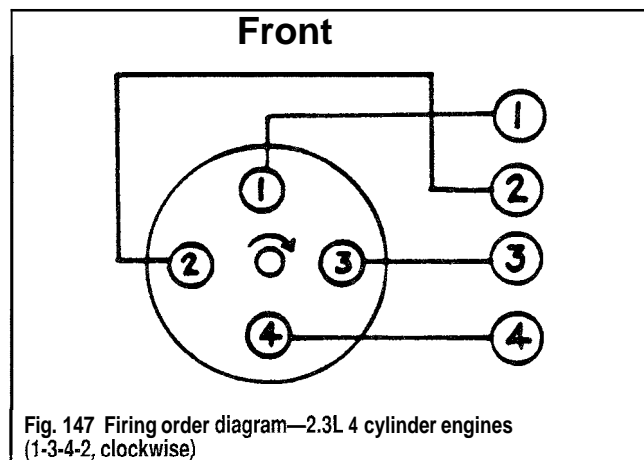 Front
1
2
1
2
3
3
4
4
Fig. 147 Firing order diagram—2.3L 4 cylinder engines
(1-3-4-2, clockwise)